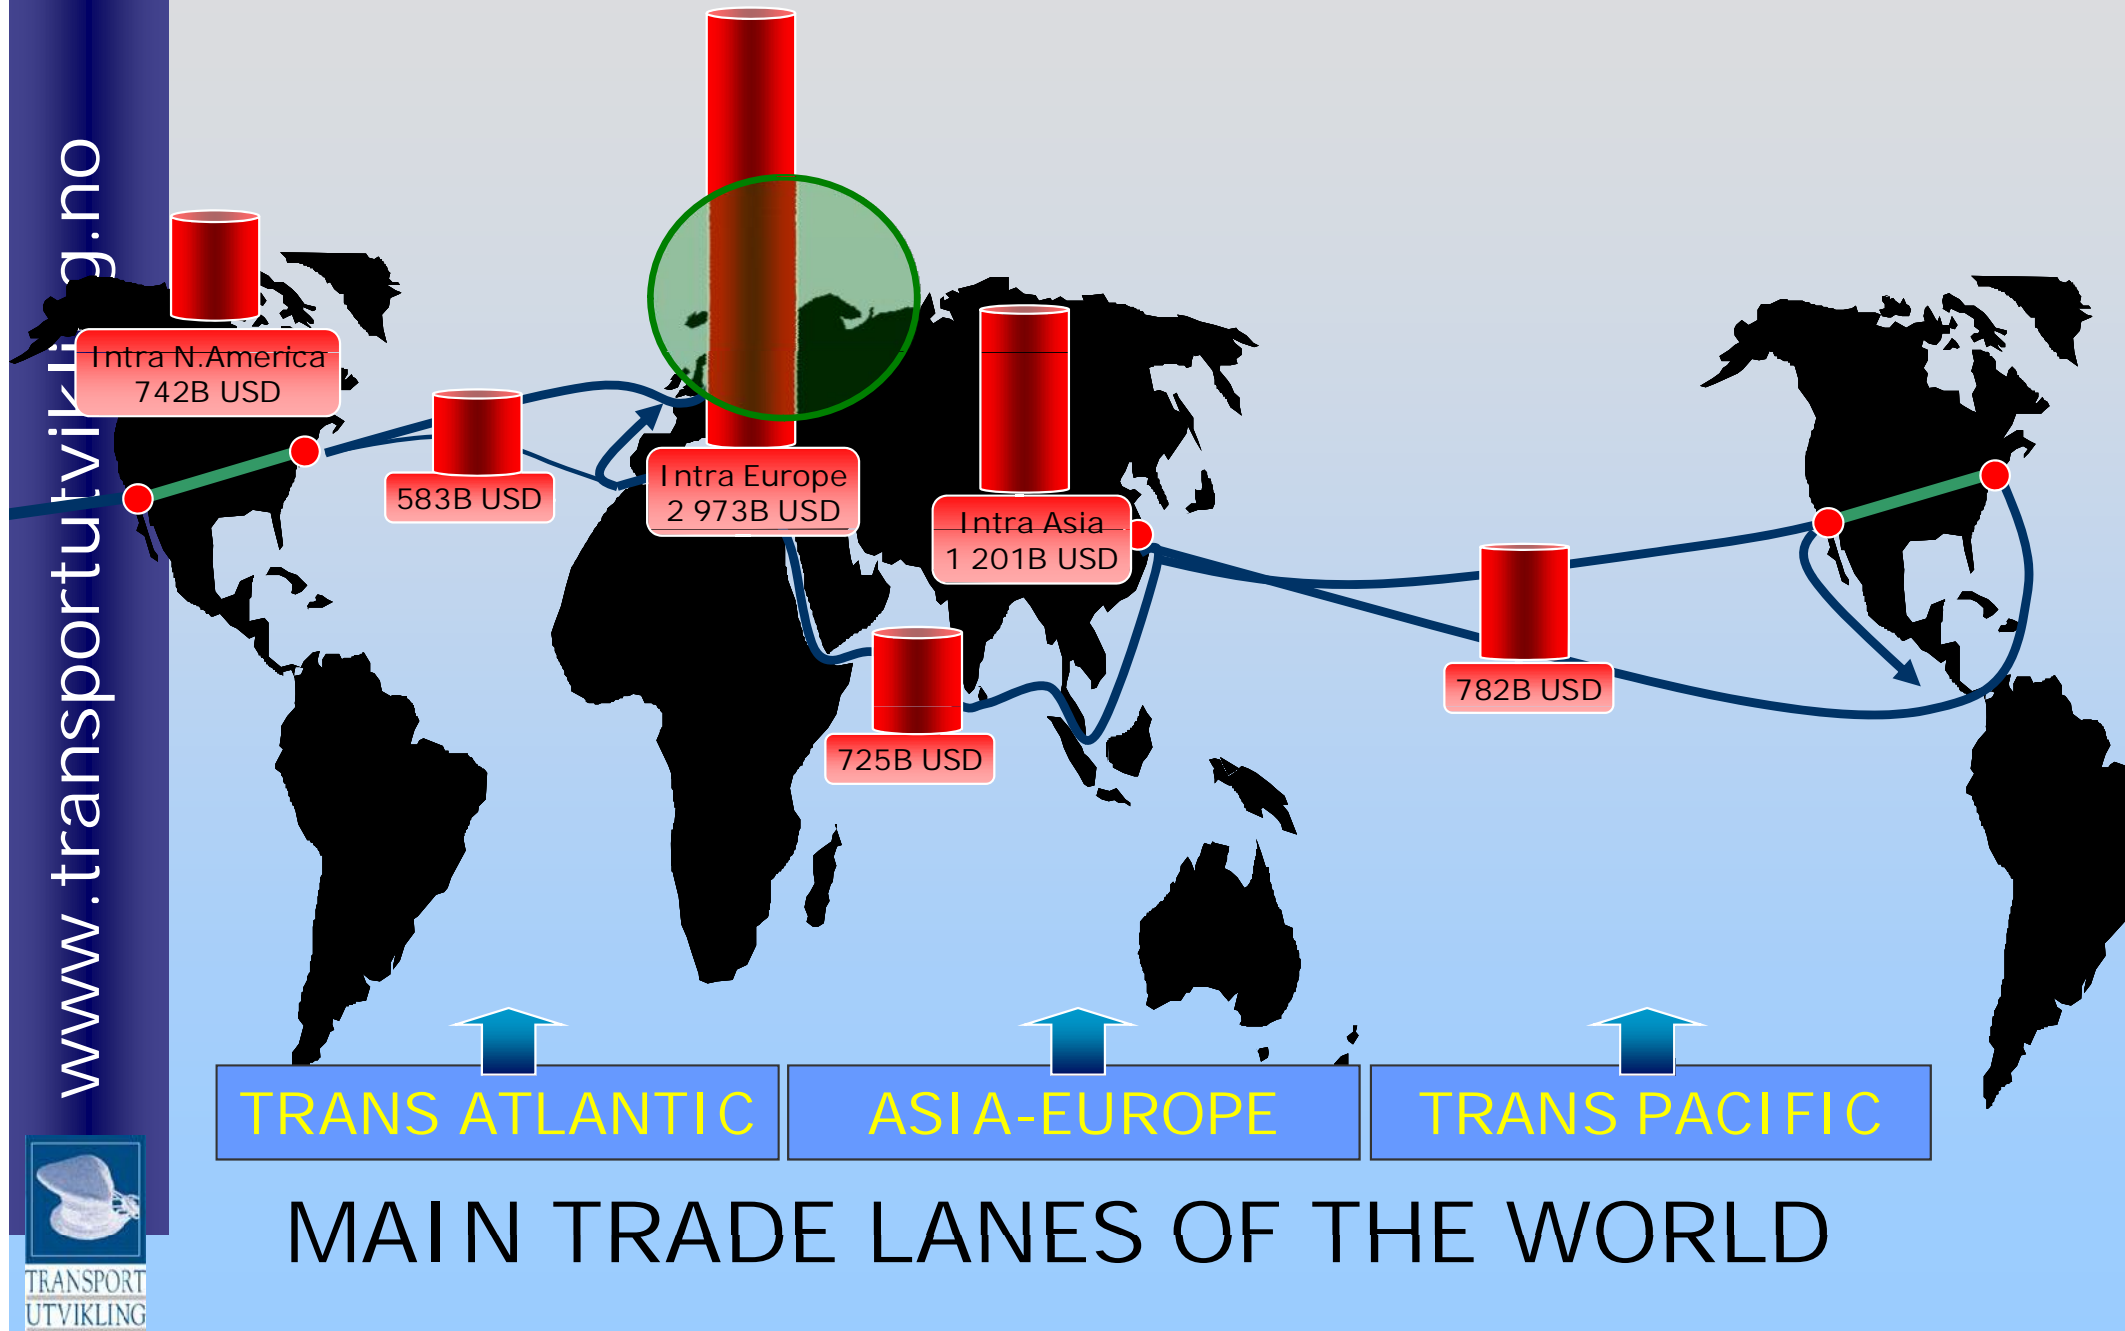 www.transportutvikling.no
Intra N.America
742B USD
583B USD
Intra Europe
2 973B USD
Intra Asia
1 201B USD
725B USD
782B USD
TRANS ATLANTIC
ASIA-EUROPE
TRANS PACIFIC
MAIN TRADE LANES OF THE WORLD
TRANSPORT
UTVIKLING